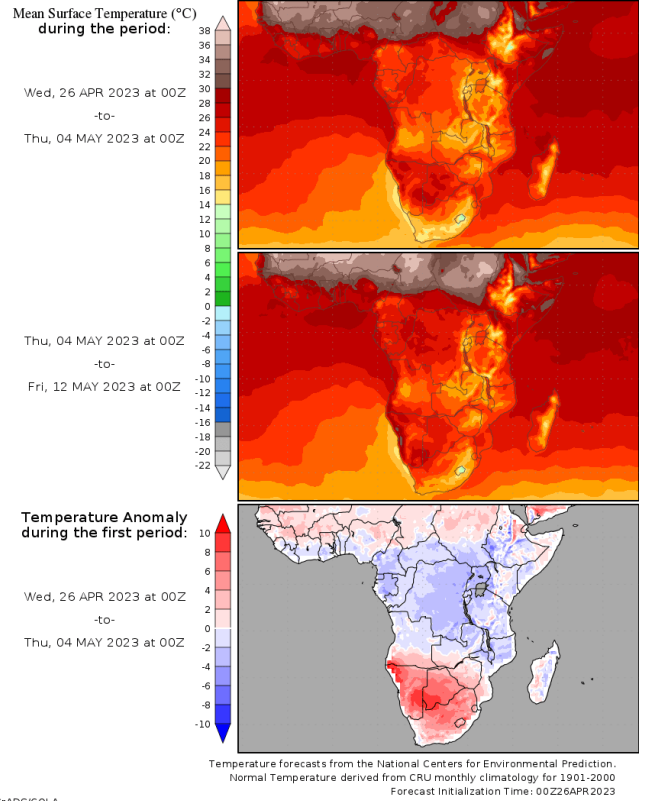 Mean Surface Temperature (°C)
during the period:
38
36
34
32
30
28
26
24
22
20
18
16
14
12
10
8
6
4
2
0
-2
-4
-6
-8
-10
-12
-14
-16
-18
-20
-22
Wed, 26 APR 2023 at 00Z
-to-
Thu, 04 MAY 2023 at 00Z
Thu, 04 MAY 2023 at 00Z
-to-
Fri, 12 MAY 2023 at 00Z
Temperature Anomaly
during the first period:
10
8
6
4
2
0
-2
-4
-6
-8
-10
Wed, 26 APR 2023 at 00Z
-to-
Thu, 04 MAY 2023 at 00Z
Temperature forecasts from the National Centers for Environmental Prediction.
Normal Temperature derived from CRU monthly climatology for 1901-2000
Forecast Initialization Time: 00Z26APR2023